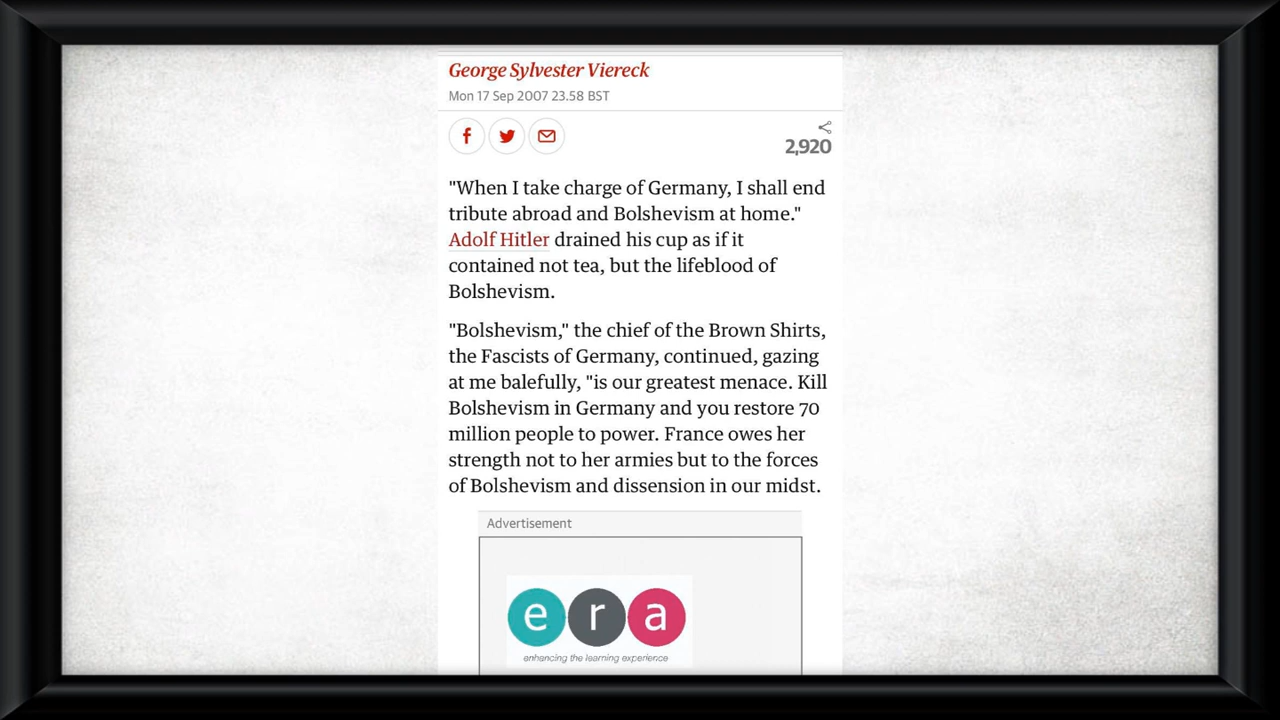 George Sylvester Viereck
Mon 17 Sep 2007 23.58 BST
2,920
"When I take charge of Germany, I shall end
tribute abroad and Bolshevism at home."
Adolf Hitler drained his cup as if it
contained not tea, but the lifeblood of
Bolshevism.
"Bolshevism," the chief of the Brown Shirts,
the Fascists of Germany, continued, gazing
at me balefully, "is our greatest menace. Kill
Bolshevism in Germany and you restore 70
million people to power. France owes her
strength not to her armies but to the forces
of Bolshevism and dissension in our midst.
Advertisement
e r a
enhancing the learning experience